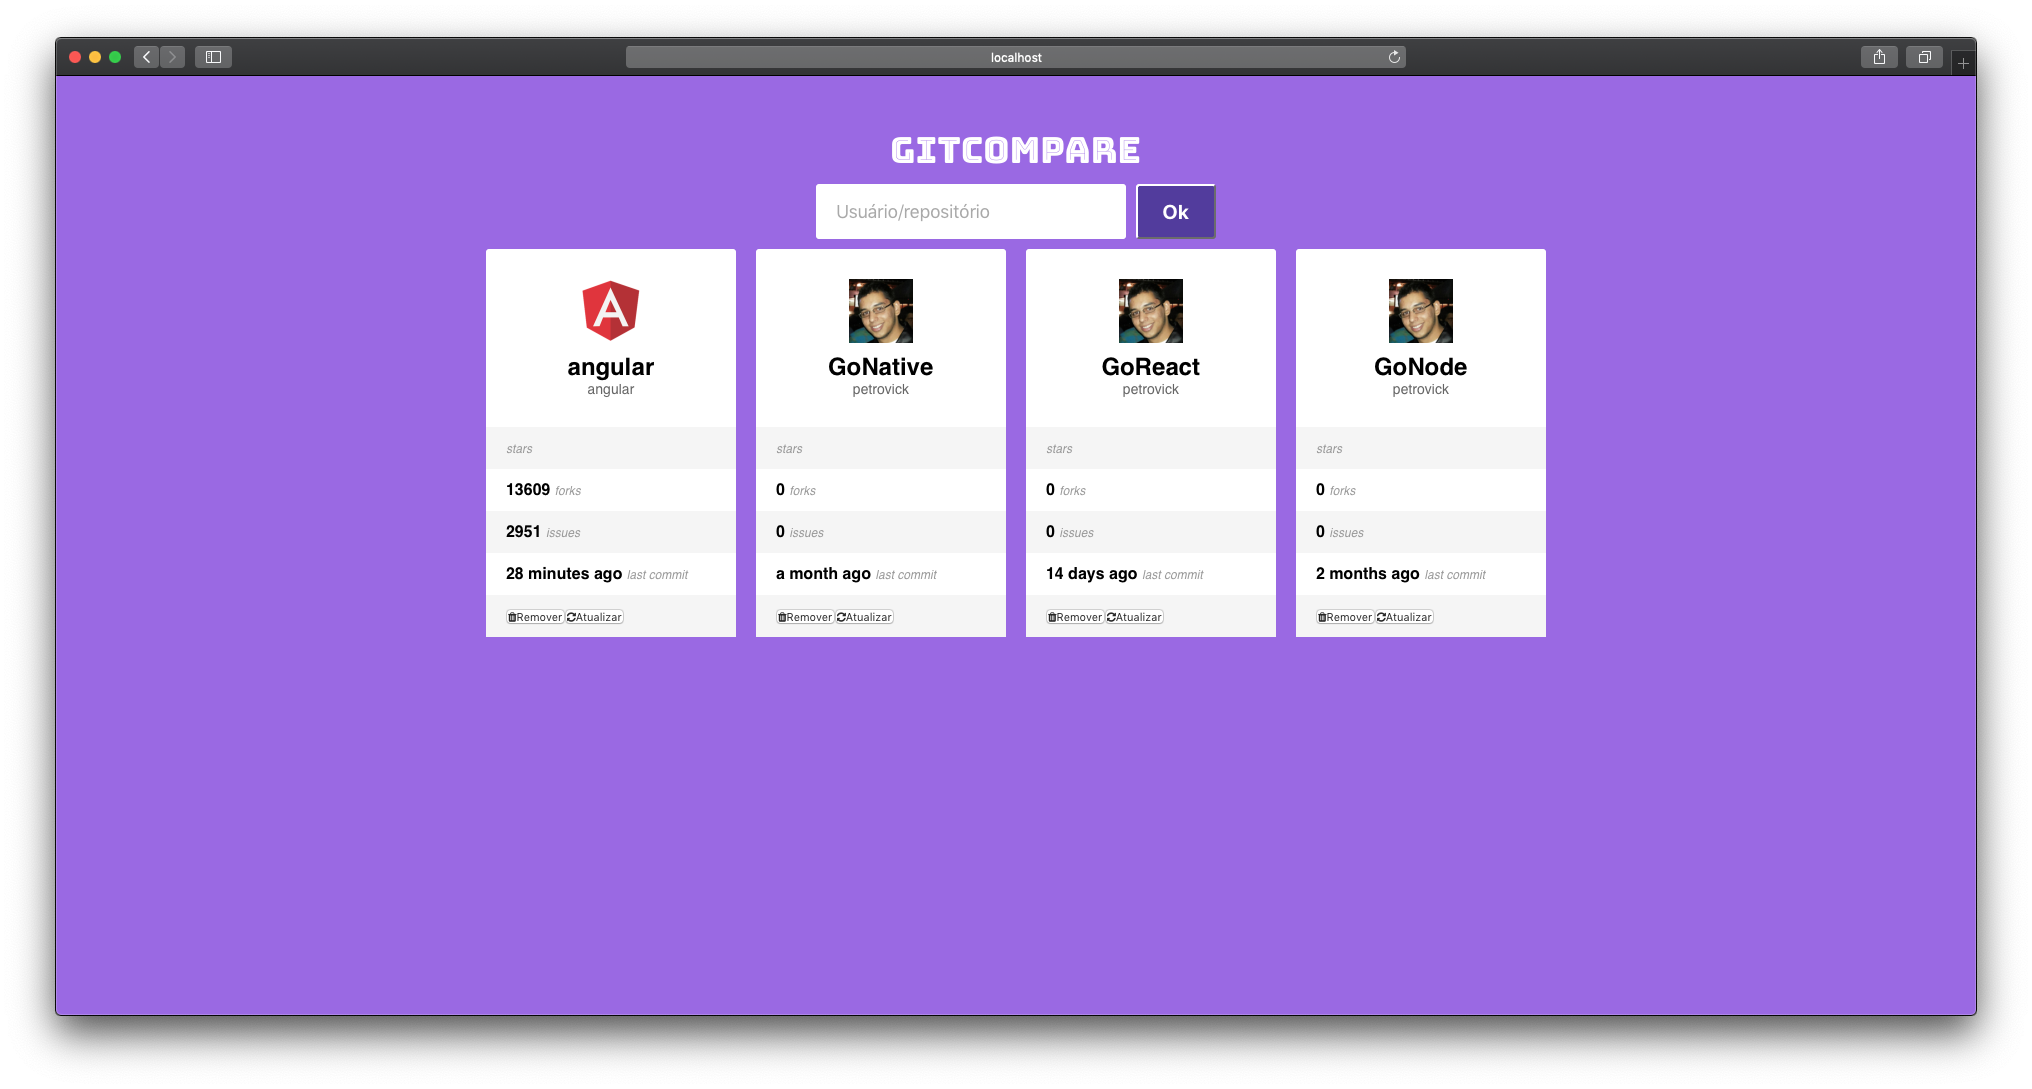 localhost
GITCOMPARE
Usuário/repositório
Ok
angular
angular
stars
13609 forks
2951 issues
28 minutes ago last commit
Remover Atualizar
GoNative
petrovick
stars
0 forks
0 issues
a month ago last commit
Remover Atualizar
GoReact
petrovick
stars
0 forks
0 issues
14 days ago last commit
Remover Atualizar
GoNode
petrovick
stars
0 forks
0 issues
2 months ago last commit
Remover Atualizar